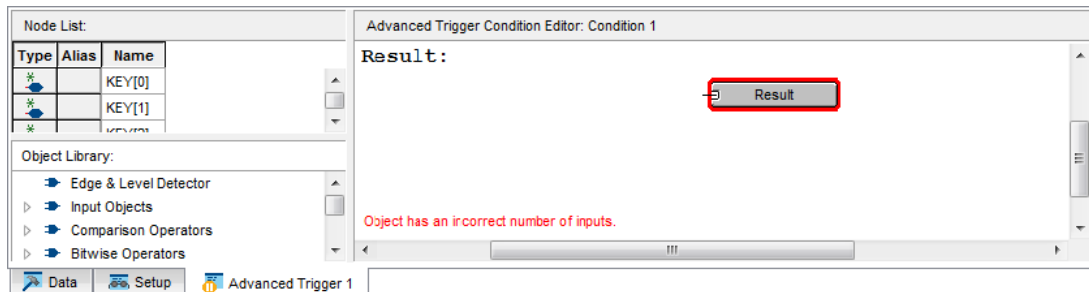 Node List:
Advanced Trigger Condition Editor: Condition 1
Type Alias Name
KEY[0]
KEY[1]
Result:
Result
Object Library:
Edge & Level Detector
Input Objects
Comparison Operators
Bitwise Operators
Object has an incorrect number of inputs.
Data Setup Advanced Trigger 1